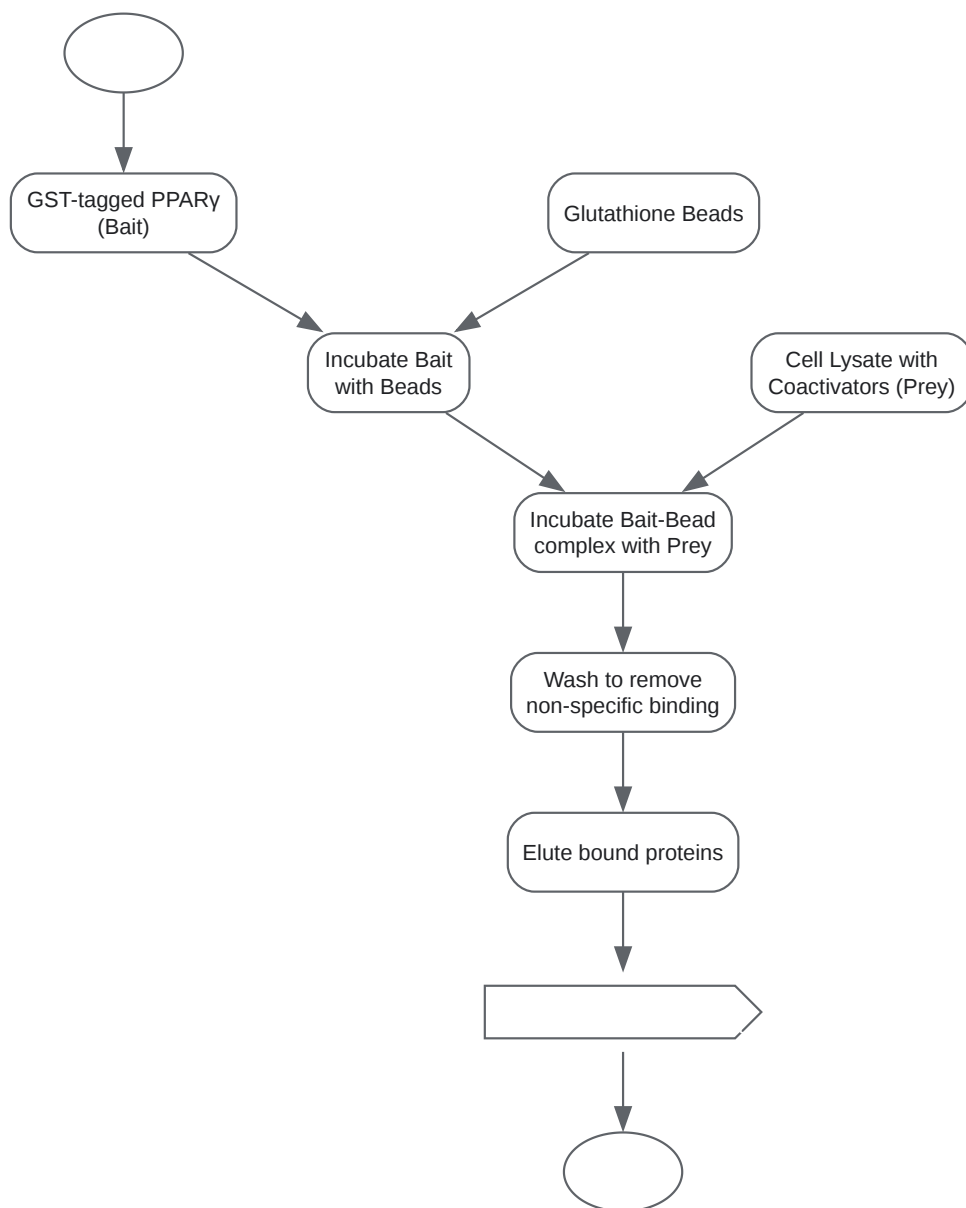 GST-tagged PPARγ
(Bait)
Glutathione Beads
Incubate Bait
with Beads
Cell Lysate with
Coactivators (Prey)
Incubate Bait-Bead
complex with Prey
Wash to remove
non-specific binding
Elute bound proteins